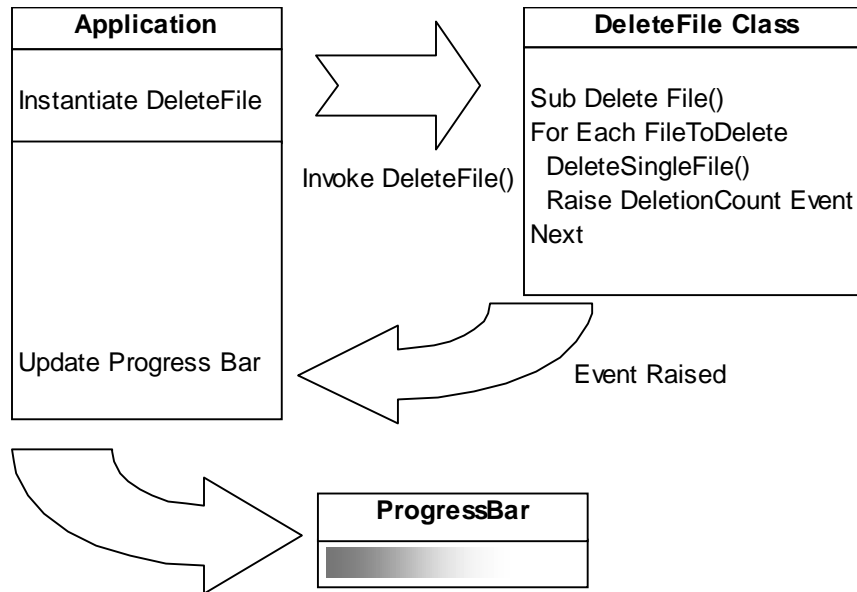 Application
Instantiate DeleteFile
Update Progress Bar
Invoke DeleteFile()
DeleteFile Class
Sub Delete File()
For Each FileToDelete
DeleteSingleFile()
Raise DeletionCount Event
Next
Event Raised
ProgressBar